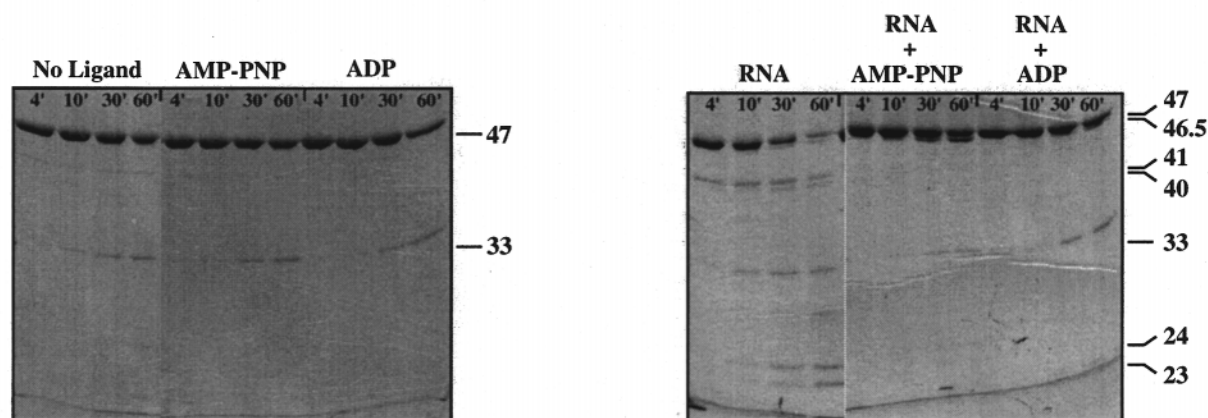 No Ligand AMP-PNP ADP
4' 10' 30' 60' 4' 10' 30' 60' 4' 10' 30' 60'
47
33
RNA
RNA + AMP-PNP
RNA + ADP
4' 10' 30' 60' 4' 10' 30' 60' 4' 10' 30' 60'
47
46.5
41
40
33
24
23